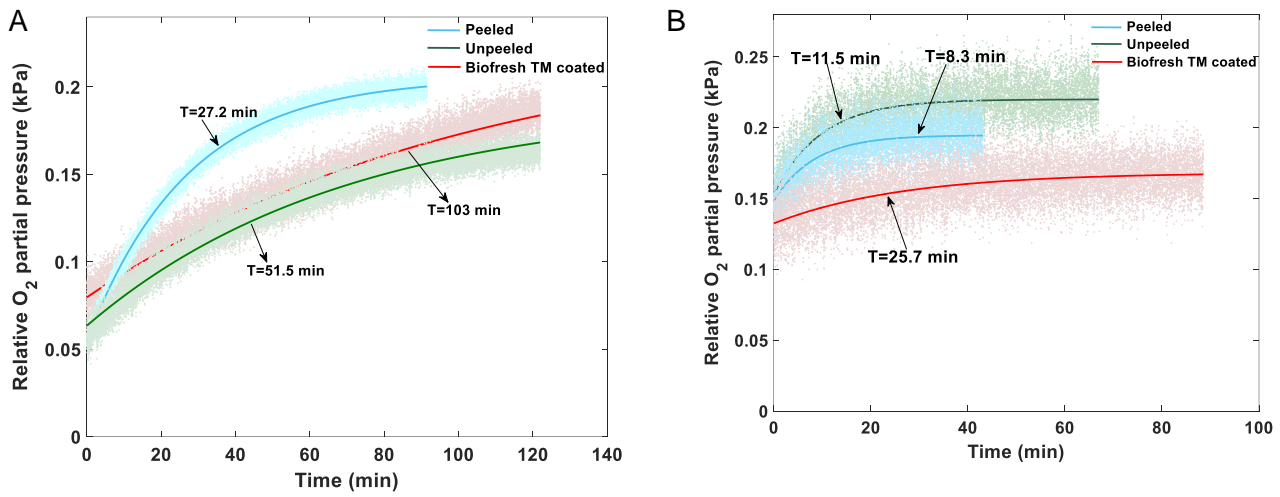 A
Peeled
Unpeeled
Biofresh TM coated
T=27.2 min
T=103 min
T=51.5 min
Relative O2 partial pressure (kPa)
0.2
0.15
0.1
0.05
0
0 20 40 60 80 100 120 140
Time (min)
B
Peeled
Unpeeled
Biofresh TM coated
T=11.5 min
T=8.3 min
T=25.7 min
Relative O2 partial pressure (kPa)
0.25
0.2
0.15
0.1
0
0 20 40 60 80 100
Time (min)